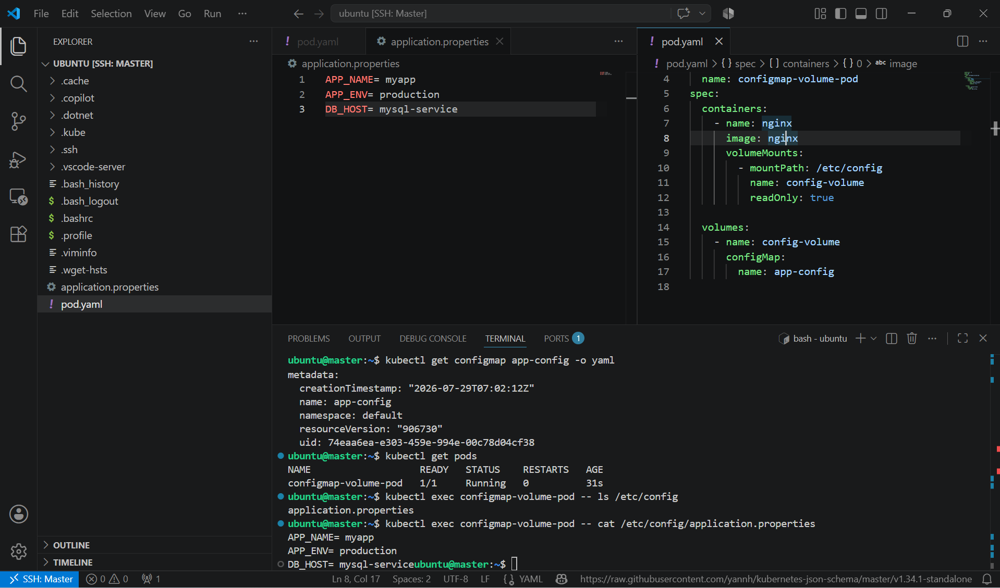 File Edit Selection View Go Run ···
ubuntu [SSH: Master]
EXPLORER
UBUNTU [SSH: MASTER]
.cache
.copilot
.dotnet
.kube
.ssh
.vscode-server
.bash_history
$ .bash_logout
$ .bashrc
$ .profile
.viminfo
.wget-hsts
application.properties
! pod.yaml
OUTLINE
TIMELINE
! pod.yaml
application.properties
application.properties
1 APP_NAME= myapp
2 APP_ENV= production
3 DB_HOST= mysql-service
! pod.yaml
! pod.yaml > { } spec > [ ] containers > { } 0 > abc image
4 name: configmap-volume-pod
5 spec:
6 containers:
7 - name: nginx
8 image: nginx
9 volumeMounts:
10 - mountPath: /etc/config
11 name: config-volume
12 readOnly: true
13
14 volumes:
15 - name: config-volume
16 configMap:
17 name: app-config
18
PROBLEMS OUTPUT DEBUG CONSOLE TERMINAL PORTS 1
bash - ubuntu
ubuntu@master:~$ kubectl get configmap app-config -o yaml
metadata:
creationTimestamp: "2026-07-29T07:02:12Z"
name: app-config
namespace: default
resourceVersion: "906730"
uid: 74eaa6ea-e303-459e-994e-00c78d04cf38
ubuntu@master:~$ kubectl get pods
NAME READY STATUS RESTARTS AGE
configmap-volume-pod 1/1 Running 0 31s
ubuntu@master:~$ kubectl exec configmap-volume-pod -- ls /etc/config
application.properties
ubuntu@master:~$ kubectl exec configmap-volume-pod -- cat /etc/config/application.properties
APP_NAME= myapp
APP_ENV= production
DB_HOST= mysql-serviceubuntu@master:~$
SSH: Master 0 0 1 Ln 8, Col 17 Spaces: 2 UTF-8 LF YAML https://raw.githubusercontent.com/yannh/kubernetes-json-schema/master/v1.34.1-standalone